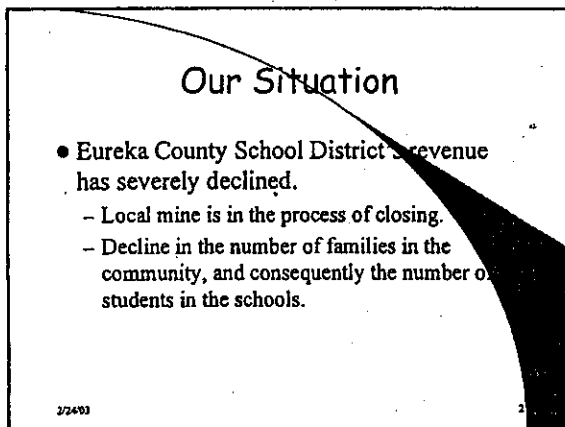 Our Situation
● Eureka County School District's revenue
has severely declined.
– Local mine is in the process of closing.
– Decline in the number of families in the
community, and consequently the number of
students in the schools.
2/24/03 2